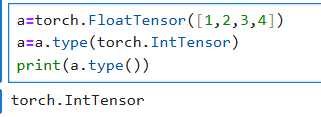 a=torch.FloatTensor([1,2,3,4])
a=a.type(torch.IntTensor)
print(a.type())
torch.IntTensor